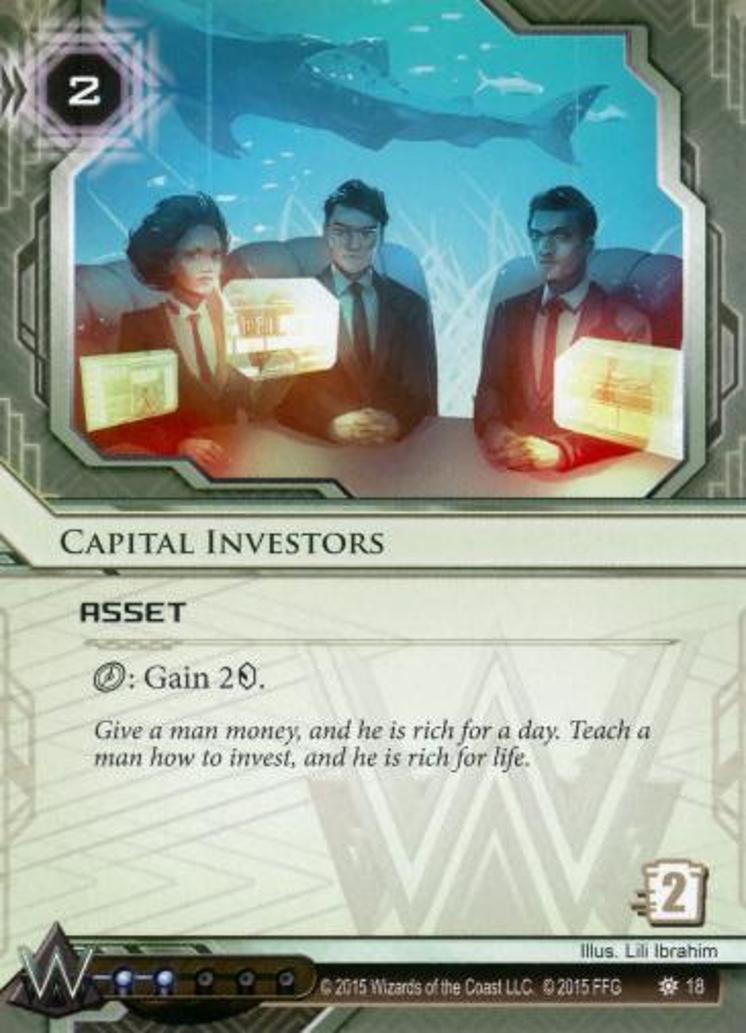 2
CAPITAL INVESTORS
ASSET
: Gain 2.
Give a man money, and he is rich for a day. Teach a
man how to invest, and he is rich for life.
2
Illus. Lili Ibrahim
W
© 2015 Wizards of the Coast LLC © 2015 FFG 18